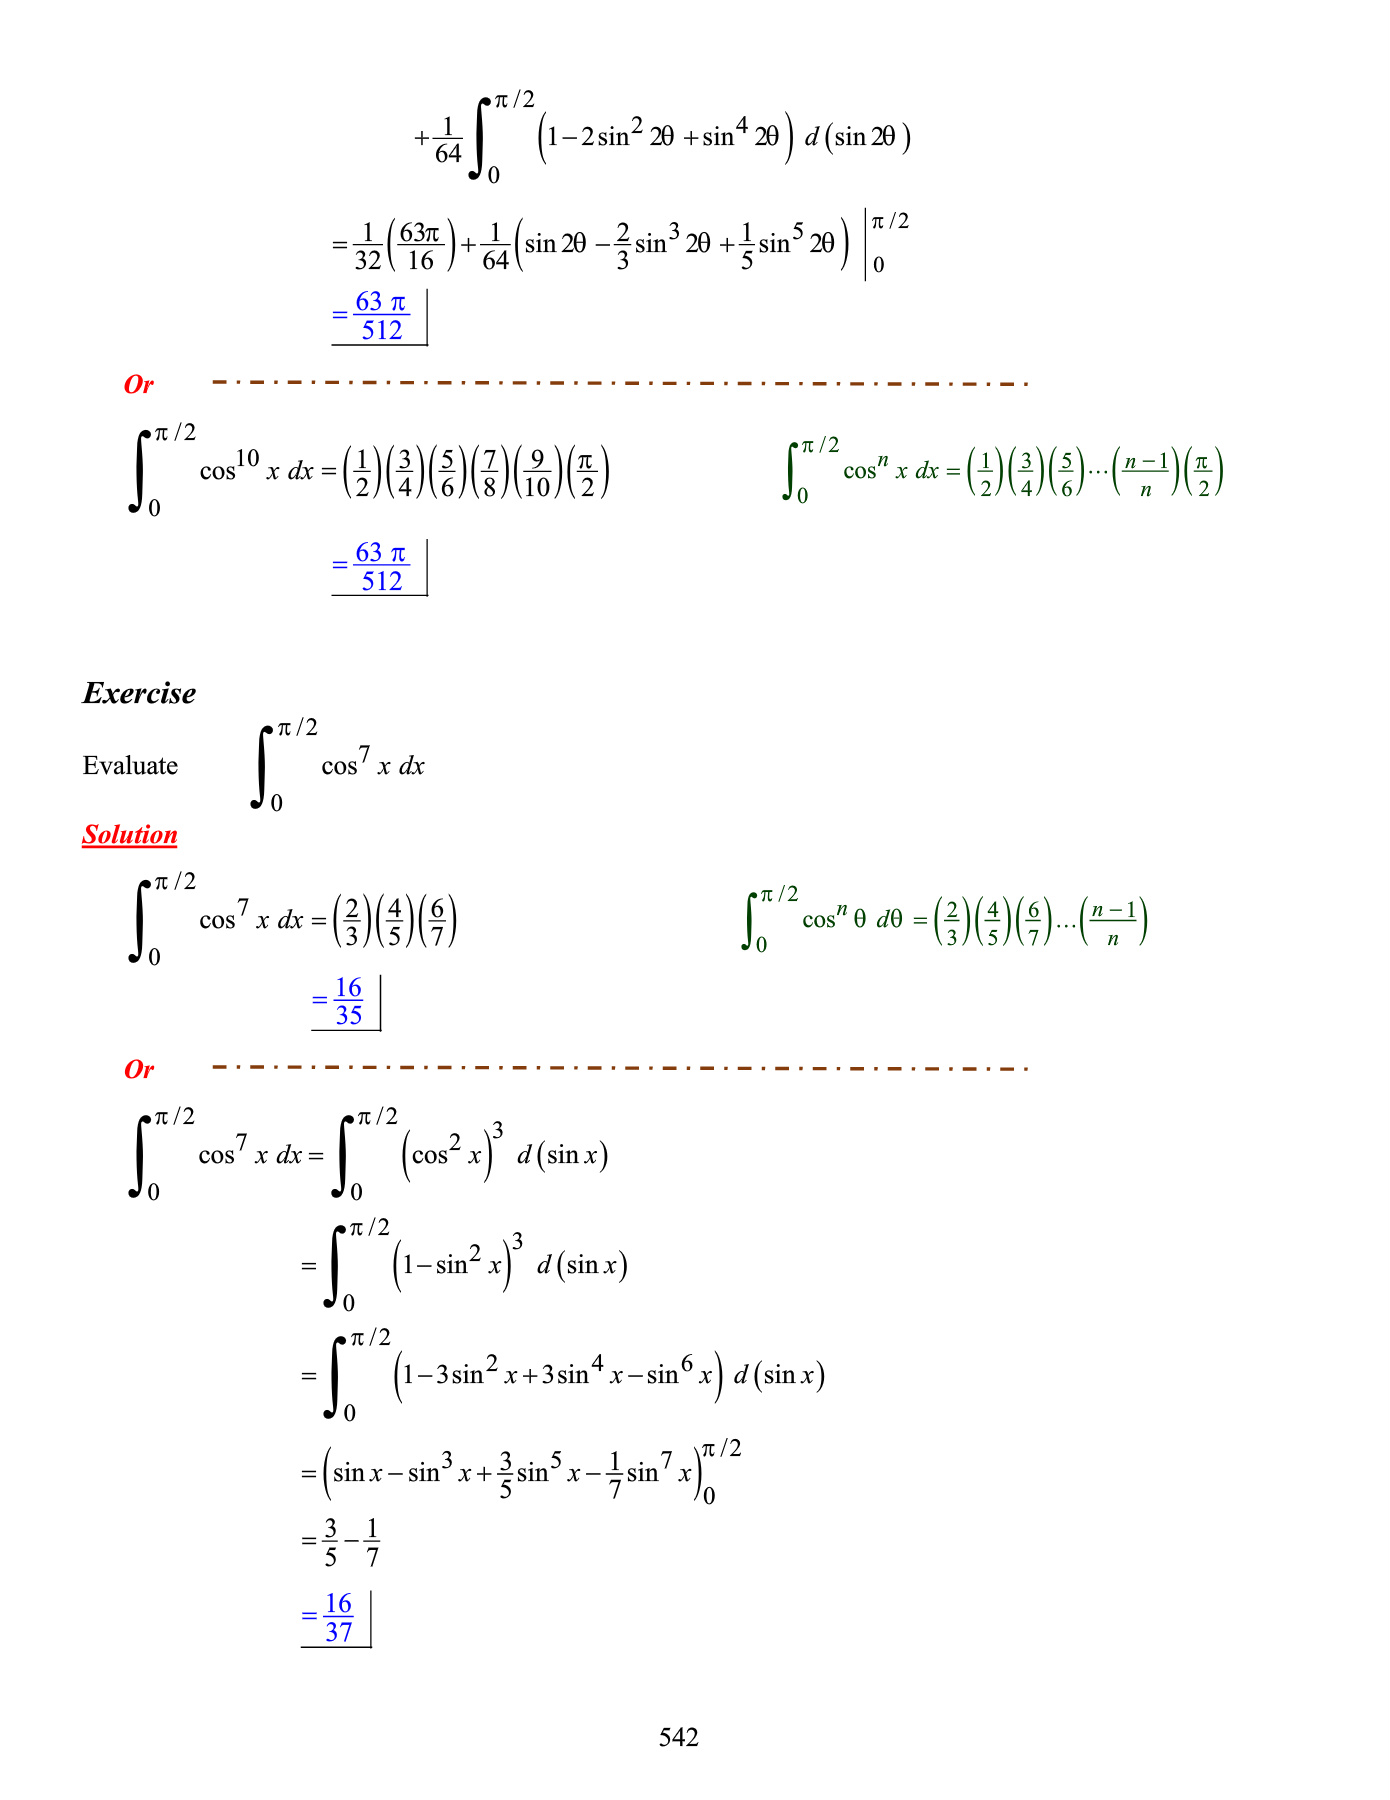 + 1/64 ∫_0^{π/2} (1 − 2 sin² 2θ + sin⁴ 2θ) d(sin 2θ)
= 1/32 (63π/16) + 1/64 (sin 2θ − 2/3 sin³ 2θ + 1/5 sin⁵ 2θ) |_0^{π/2}
= 63 π/512
Or
∫_0^{π/2} cos¹⁰ x dx = (1/2)(3/4)(5/6)(7/8)(9/10)(π/2) ∫_0^{π/2} cosⁿ x dx = (1/2)(3/4)(5/6)⋯((n−1)/n)(π/2)
= 63 π/512
Exercise
Evaluate ∫_0^{π/2} cos⁷ x dx
Solution
∫_0^{π/2} cos⁷ x dx = (2/3)(4/5)(6/7) ∫_0^{π/2} cosⁿ θ dθ = (2/3)(4/5)(6/7)…((n−1)/n)
= 16/35
Or
∫_0^{π/2} cos⁷ x dx = ∫_0^{π/2} (cos² x)³ d(sin x)
= ∫_0^{π/2} (1 − sin² x)³ d(sin x)
= ∫_0^{π/2} (1 − 3 sin² x + 3 sin⁴ x − sin⁶ x) d(sin x)
= (sin x − sin³ x + 3/5 sin⁵ x − 1/7 sin⁷ x)_0^{π/2}
= 3/5 − 1/7
= 16/37
542